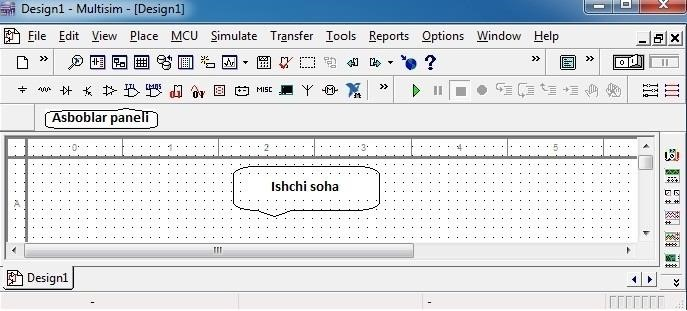 Design1 - Multisim - [Design1]
File Edit View Place MCU Simulate Transfer Tools Reports Options Window Help
MISC
Asboblar paneli
0 1 2 3 4 5
Ishchi soha
A
Design1
- -